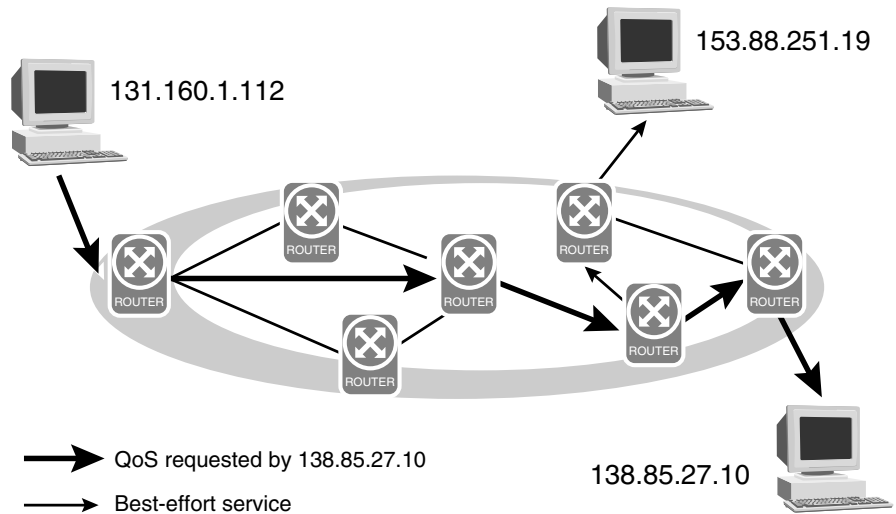 153.88.251.19
131.160.1.112
ROUTER
ROUTER
ROUTER
ROUTER
ROUTER
ROUTER
ROUTER
QoS requested by 138.85.27.10
138.85.27.10
Best-effort service